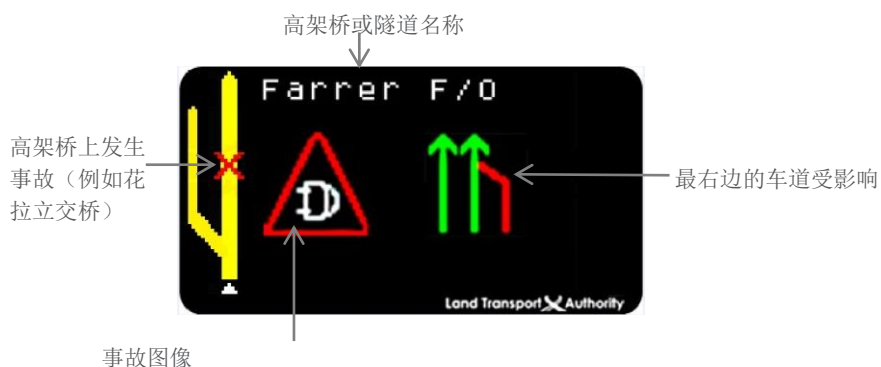 高架桥或隧道名称
Farrer F/O
高架桥上发生
事故（例如花
拉立交桥）
最右边的车道受影响
Land Transport Authority
事故图像